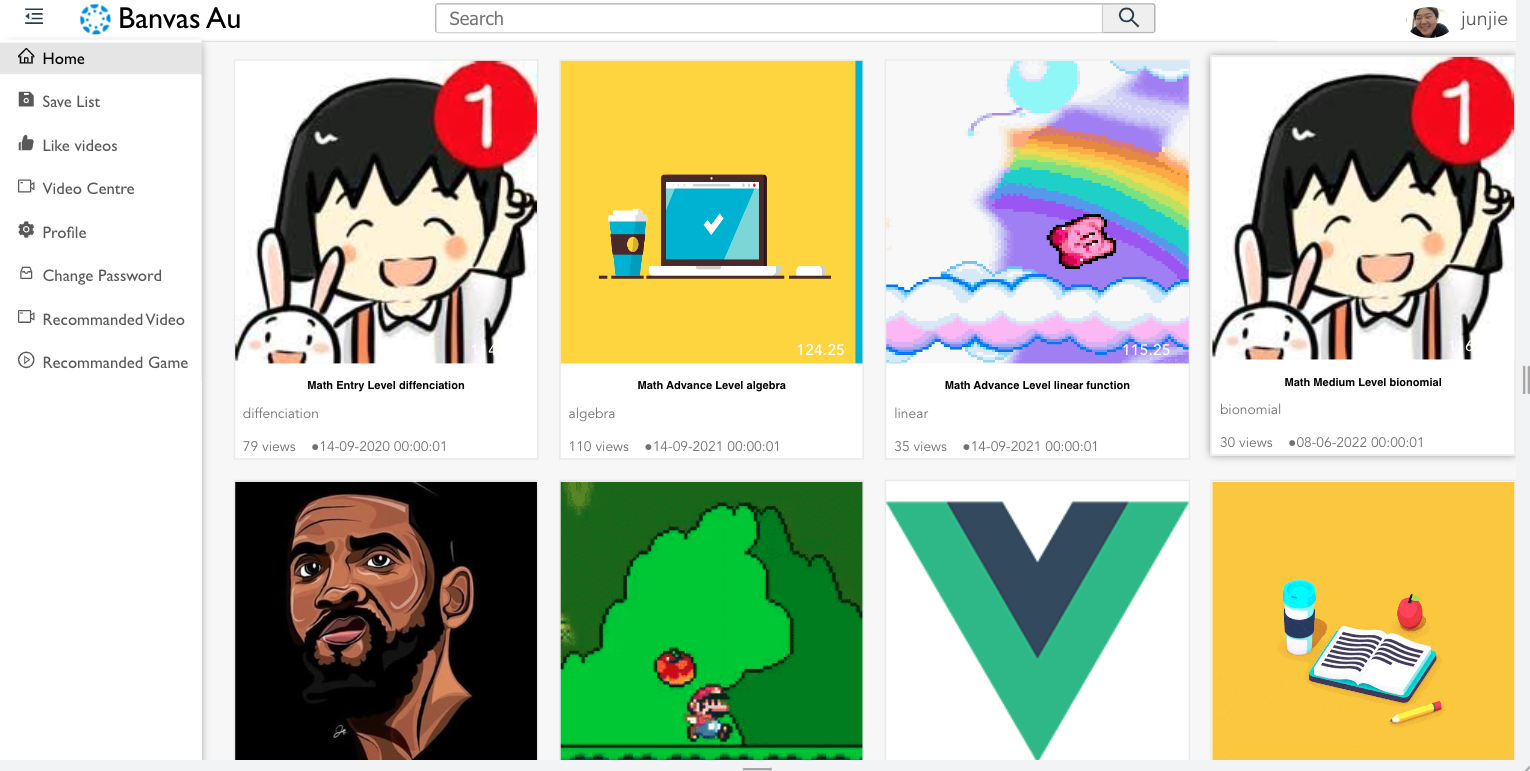 Banvas Au
Search
junjie
Home
Save List
Like videos
Video Centre
Profile
Change Password
Recommanded Video
Recommanded Game
1
124.25
115.25
1
Math Entry Level diffenciation
diffenciation
79 views ●14-09-2020 00:00:01
Math Advance Level algebra
algebra
110 views ●14-09-2021 00:00:01
Math Advance Level linear function
linear
35 views ●14-09-2021 00:00:01
Math Medium Level bionomial
bionomial
30 views ●08-06-2022 00:00:01